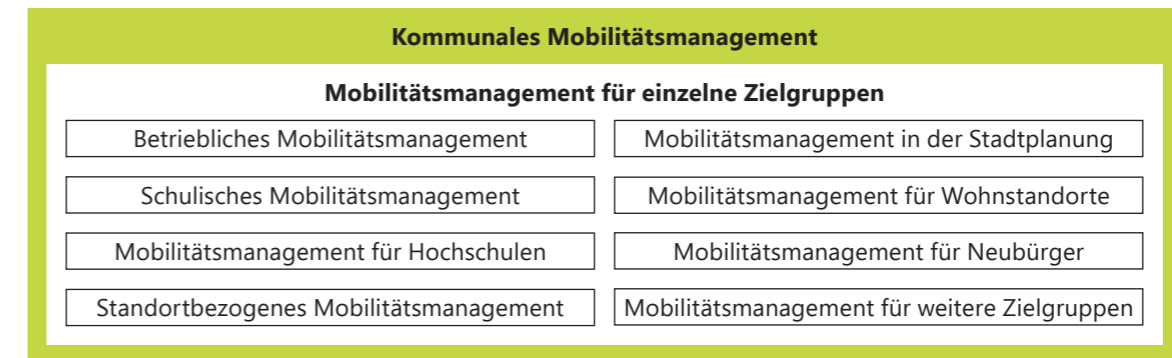 Kommunales Mobilitätsmanagement
Mobilitätsmanagement für einzelne Zielgruppen
Betriebliches Mobilitätsmanagement
Mobilitätsmanagement in der Stadtplanung
Schulisches Mobilitätsmanagement
Mobilitätsmanagement für Wohnstandorte
Mobilitätsmanagement für Hochschulen
Mobilitätsmanagement für Neubürger
Standortbezogenes Mobilitätsmanagement
Mobilitätsmanagement für weitere Zielgruppen